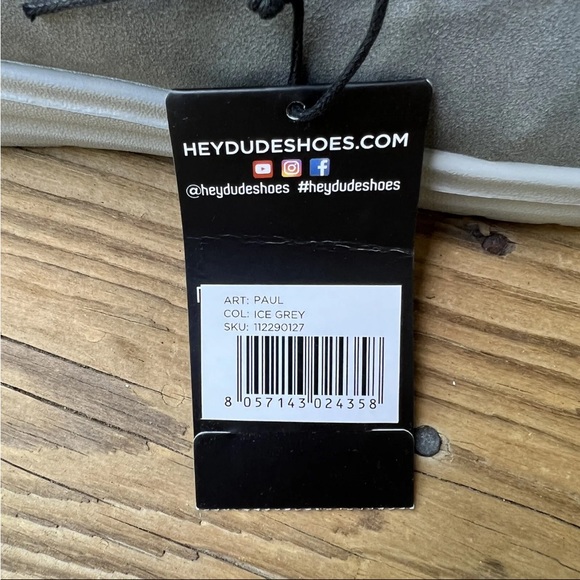 HEYDUDESHOES.COM
@heydudeshoes #heydudeshoes
ART: PAUL
COL: ICE GREY
SKU: 112290127
8 057143 024358